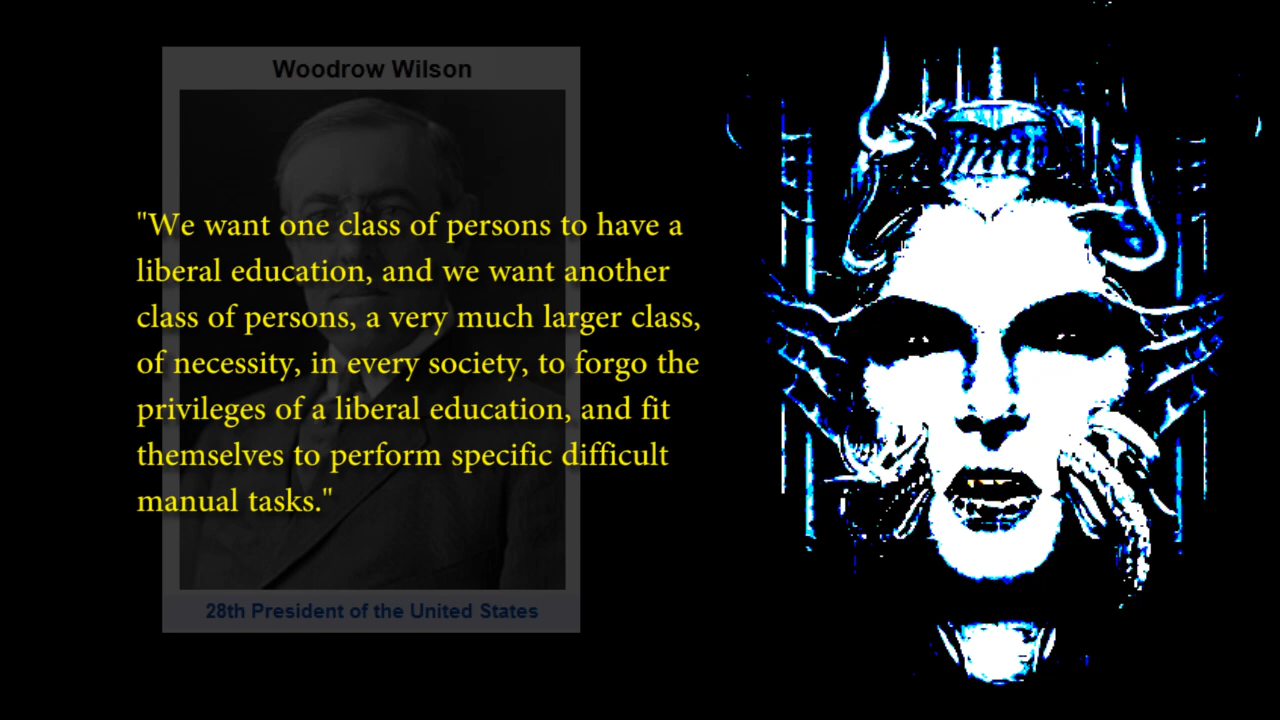 Woodrow Wilson
"We want one class of persons to have a
liberal education, and we want another
class of persons, a very much larger class,
of necessity, in every society, to forgo the
privileges of a liberal education, and fit
themselves to perform specific difficult
manual tasks."
28th President of the United States